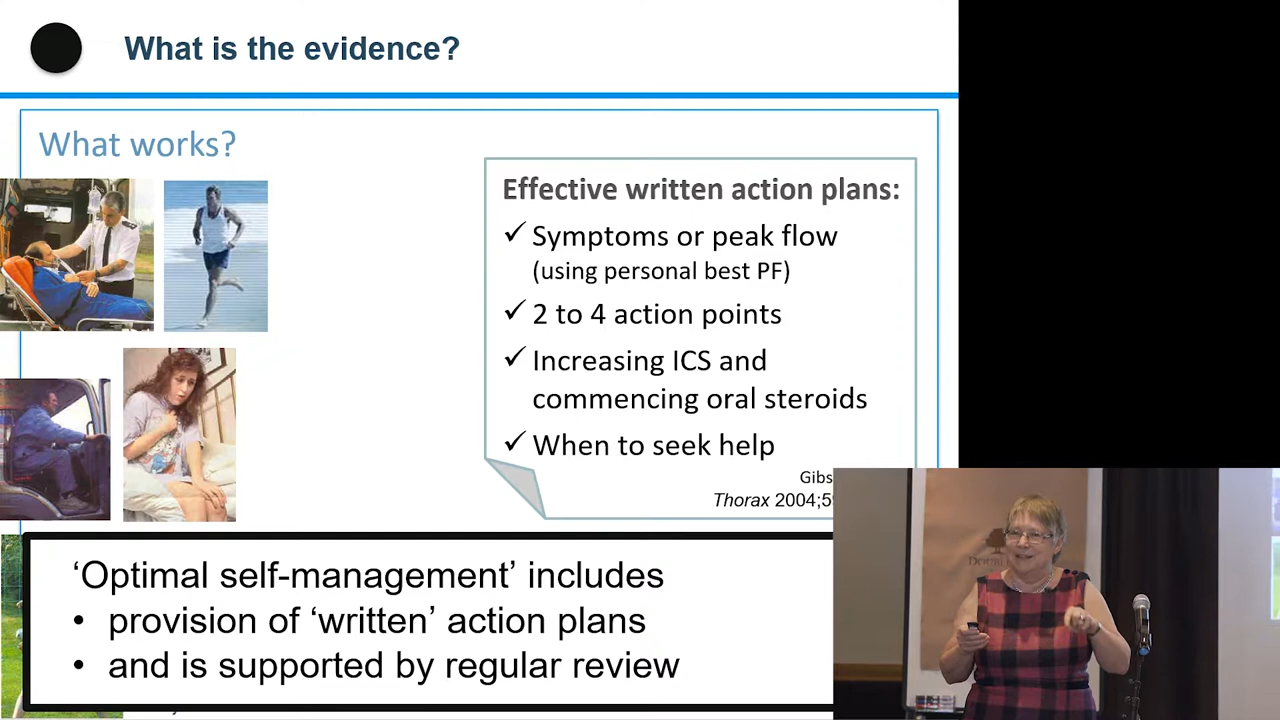 What is the evidence?
What works?
Effective written action plans:
✓ Symptoms or peak flow
(using personal best PF)
✓ 2 to 4 action points
✓ Increasing ICS and
commencing oral steroids
✓ When to seek help
Thorax 2004;
‘Optimal self-management’ includes
• provision of ‘written’ action plans
• and is supported by regular review